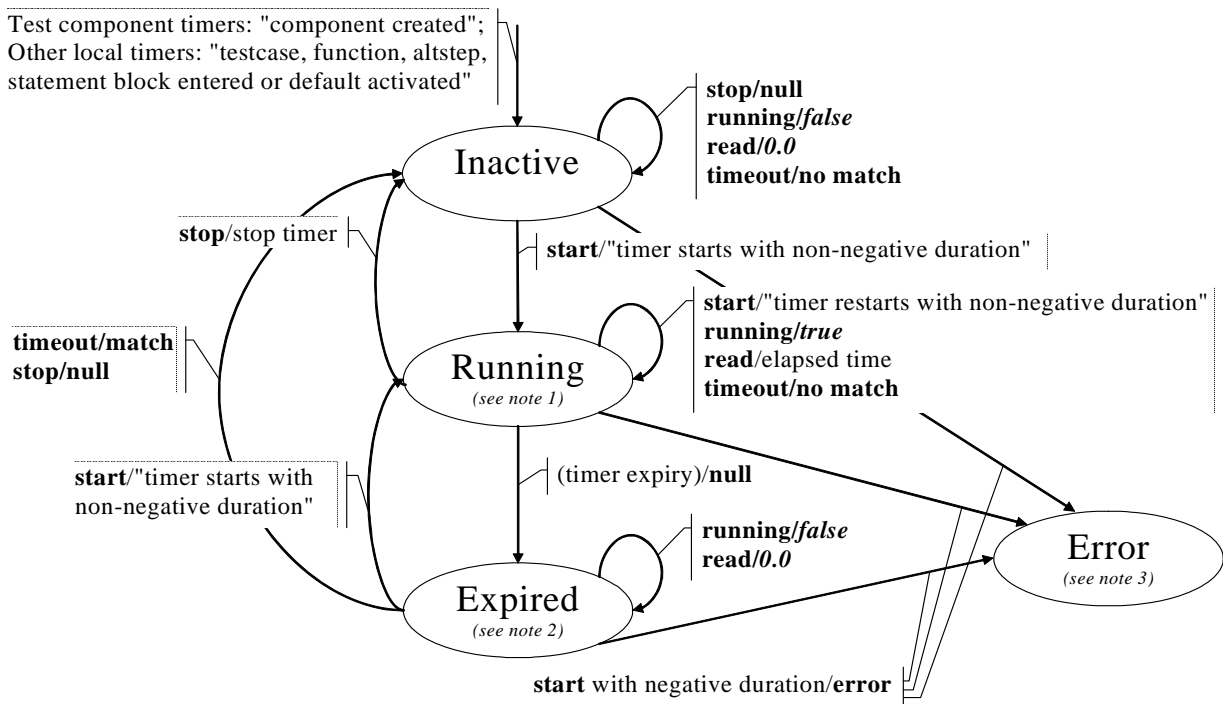 Test component timers: "component created";
Other local timers: "testcase, function, altstep,
statement block entered or default activated"
stop/null
running/false
read/0.0
timeout/no match
Inactive
stop/stop timer
start/"timer starts with non-negative duration"
start/"timer restarts with non-negative duration"
running/true
read/elapsed time
timeout/no match
timeout/match
stop/null
Running
(see note 1)
start/"timer starts with
non-negative duration"
(timer expiry)/null
running/false
read/0.0
Error
(see note 3)
Expired
(see note 2)
start with negative duration/error